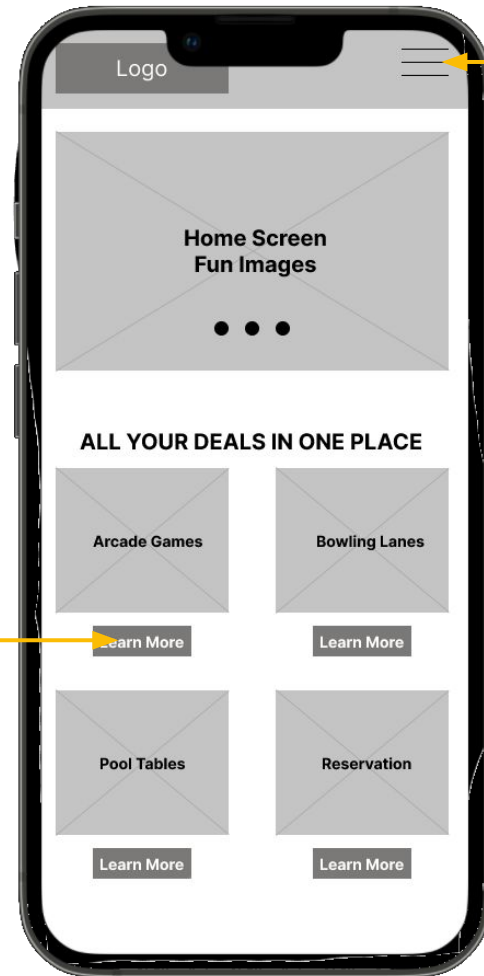 Logo
Home Screen
Fun Images
ALL YOUR DEALS IN ONE PLACE
Arcade Games
Bowling Lanes
Learn More
Learn More
Pool Tables
Reservation
Learn More
Learn More